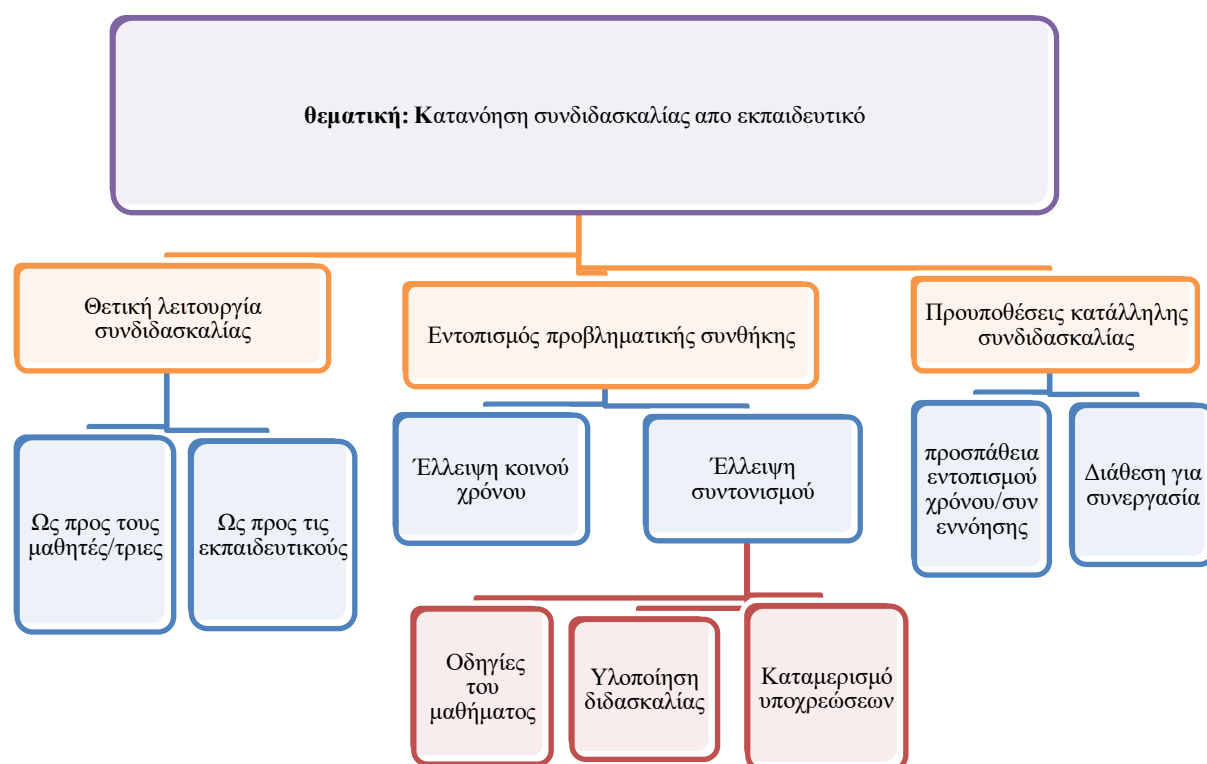 θεματική: Κατανόηση συνδιδασκαλίας απο εκπαιδευτικό
Θετική λειτουργία
συνδιδασκαλίας
Εντοπισμός προβληματικής συνθήκης
Προυποθέσεις κατάλληλης
συνδιδασκαλίας
Ως προς τους
μαθητές/τριες
Ως προς τις
εκπαιδευτικούς
Έλλειψη κοινού
χρόνου
Έλλειψη
συντονισμού
προσπάθεια
εντοπισμού
χρόνου/συν
εννόησης
Διάθεση για
συνεργασία
Οδηγίες
του
μαθήματος
Υλοποίηση
διδασκαλίας
Καταμερισμό
υποχρεώσεων